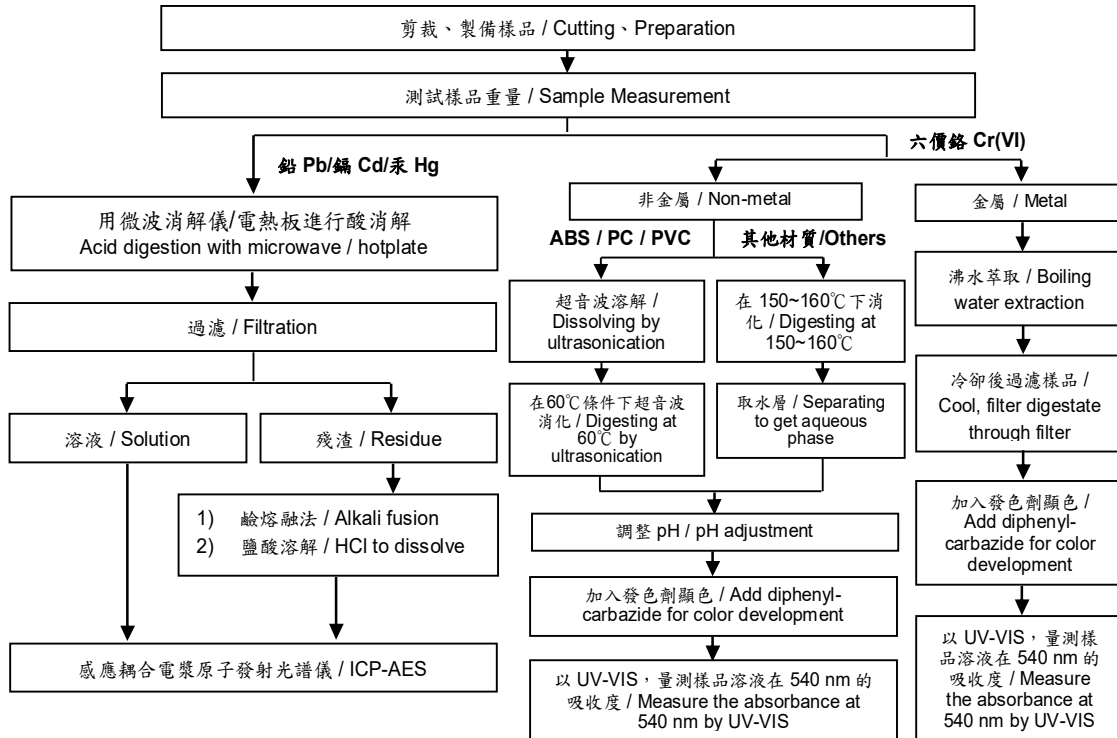 剪裁、製備樣品 / Cutting、Preparation
測試樣品重量 / Sample Measurement
鉛 Pb/鎘 Cd/汞 Hg
六價鉻 Cr(VI)
用微波消解儀/電熱板進行酸消解
Acid digestion with microwave / hotplate
過濾 / Filtration
溶液 / Solution
殘渣 / Residue
1) 鹼熔融法 / Alkali fusion
2) 鹽酸溶解 / HCl to dissolve
感應耦合電漿原子發射光譜儀 / ICP-AES
非金屬 / Non-metal
ABS / PC / PVC
其他材質/Others
超音波溶解 /
Dissolving by
ultrasonication
在 150~160℃下消
化 / Digesting at
150~160℃
在60℃條件下超音波
消化 / Digesting at
60℃ by
ultrasonication
取水層 / Separating
to get aqueous
phase
調整 pH / pH adjustment
加入發色劑顯色 / Add diphenyl-
carbazide for color development
以 UV-VIS，量測樣品溶液在 540 nm 的
吸收度 / Measure the absorbance at
540 nm by UV-VIS
金屬 / Metal
沸水萃取 / Boiling
water extraction
冷卻後過濾樣品 /
Cool, filter digestate
through filter
加入發色劑顯色
/ Add diphenyl-
carbazide for color
development
以 UV-VIS，量測樣
品溶液在 540 nm 的
吸收度 / Measure
the absorbance at
540 nm by UV-VIS